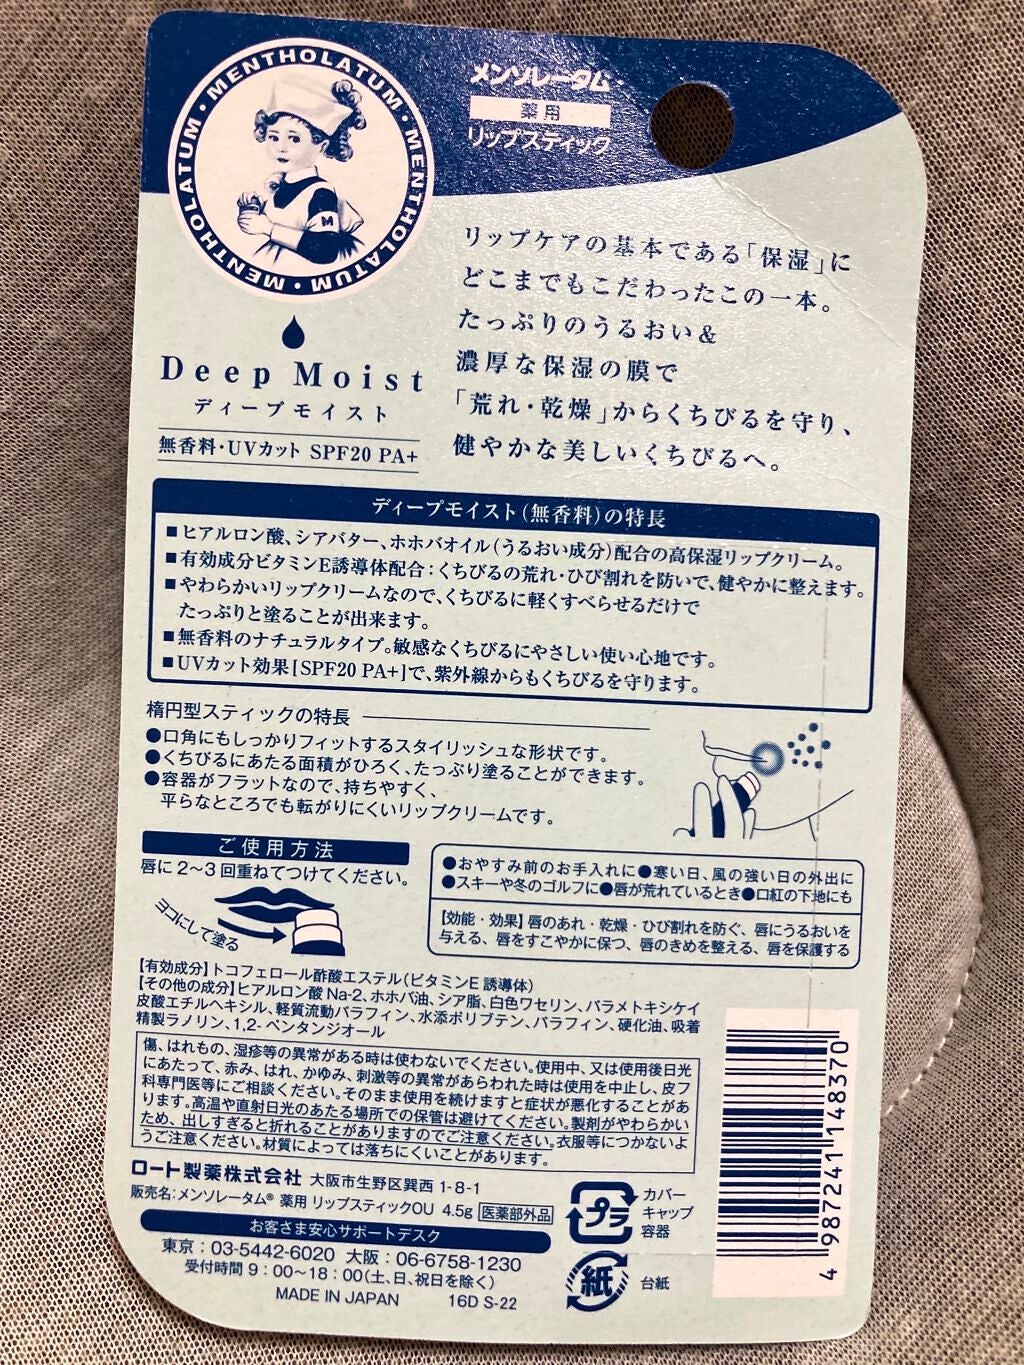 MENTHOLATUM・MENTHOLATUM・MENTHOLATUM・
M
メンソレータム
薬用
リップスティック
Deep Moist
ディープモイスト
無香料・UVカット SPF20 PA+
リップケアの基本である「保湿」に
どこまでもこだわったこの一本。
たっぷりのうるおい&
濃厚な保湿の膜で
「荒れ・乾燥」からくちびるを守り、
健やかな美しいくちびるへ。
ディープモイスト(無香料)の特長
■ヒアルロン酸、シアバター、ホホバオイル(うるおい成分)配合の高保湿リップクリーム。
■有効成分ビタミンE誘導体配合:くちびるの荒れ・ひび割れを防いで、健やかに整えます。
■やわらかいリップクリームなので、くちびるに軽くすべらせるだけで
たっぷりと塗ることが出来ます。
■無香料のナチュラルタイプ。敏感なくちびるにやさしい使い心地です。
■UVカット効果[SPF20 PA+]で、紫外線からもくちびるを守ります。
楕円型スティックの特長
●口角にもしっかりフィットするスタイリッシュな形状です。
●くちびるにあたる面積がひろく、たっぷり塗ることができます。
●容器がフラットなので、持ちやすく、
平らなところでも転がりにくいリップクリームです。
ご使用方法
唇に2〜3回重ねてつけてください。
ヨコにして塗る
●おやすみ前のお手入れに●寒い日、風の強い日の外出に
●スキーや冬のゴルフに●唇が荒れているとき●口紅の下地にも
【効能・効果】唇のあれ・乾燥・ひび割れを防ぐ、唇にうるおいを
与える、唇をすこやかに保つ、唇のきめを整える、唇を保護する
【有効成分】トコフェロール酢酸エステル(ビタミンE 誘導体)
【その他の成分】ヒアルロン酸Na-2、ホホバ油、シア脂、白色ワセリン、パラメトキシケイ
皮酸エチルヘキシル、軽質流動パラフィン、水添ポリブテン、パラフィン、硬化油、吸着
精製ラノリン、1,2-ペンタンジオール
傷、はれもの、湿疹等の異常がある時は使わないでください。使用中、又は使用後日光
にあたって、赤み、はれ、かゆみ、刺激等の異常があらわれた時は使用を中止し、皮フ
科専門医等にご相談ください。そのまま使用を続けますと症状が悪化することがあ
ります。高温や直射日光のあたる場所での保管は避けてください。製剤がやわらかい
ため、出しすぎると折れることがありますのでご注意ください。衣服等につかないよ
うご注意ください。材質によっては落ちにくいことがあります。
ロート製薬株式会社 大阪市生野区巽西 1-8-1
販売名:メンソレータム® 薬用 リップスティックOU 4.5g 医薬部外品
お客さま安心サポートデスク
東京:03-5442-6020 大阪:06-6758-1230
受付時間 9:00〜18:00(土、日、祝日を除く)
MADE IN JAPAN 16D S-22
プラ
カバー
キャップ
容器
紙
台紙
4 987241 148370